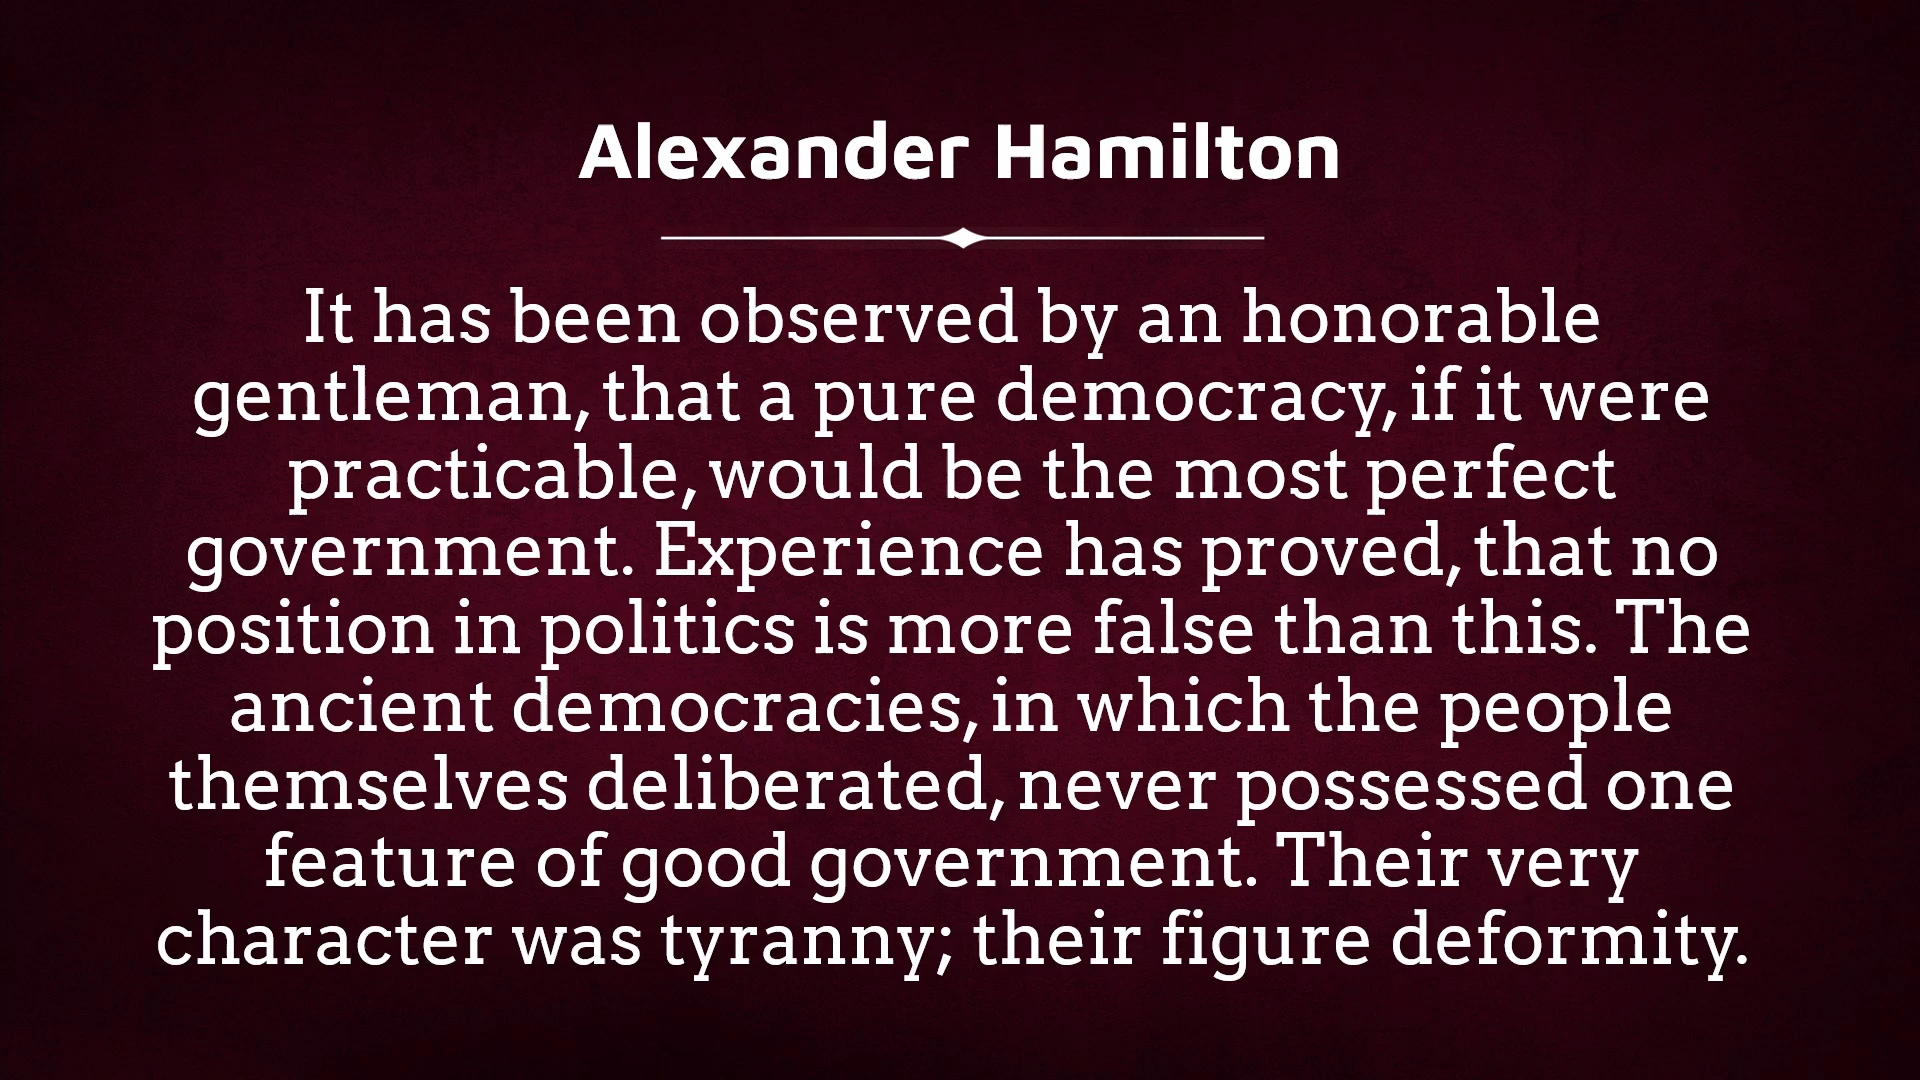 Alexander Hamilton
It has been observed by an honorable
gentleman, that a pure democracy, if it were
practicable, would be the most perfect
government. Experience has proved, that no
position in politics is more false than this. The
ancient democracies, in which the people
themselves deliberated, never possessed one
feature of good government. Their very
character was tyranny; their figure deformity.